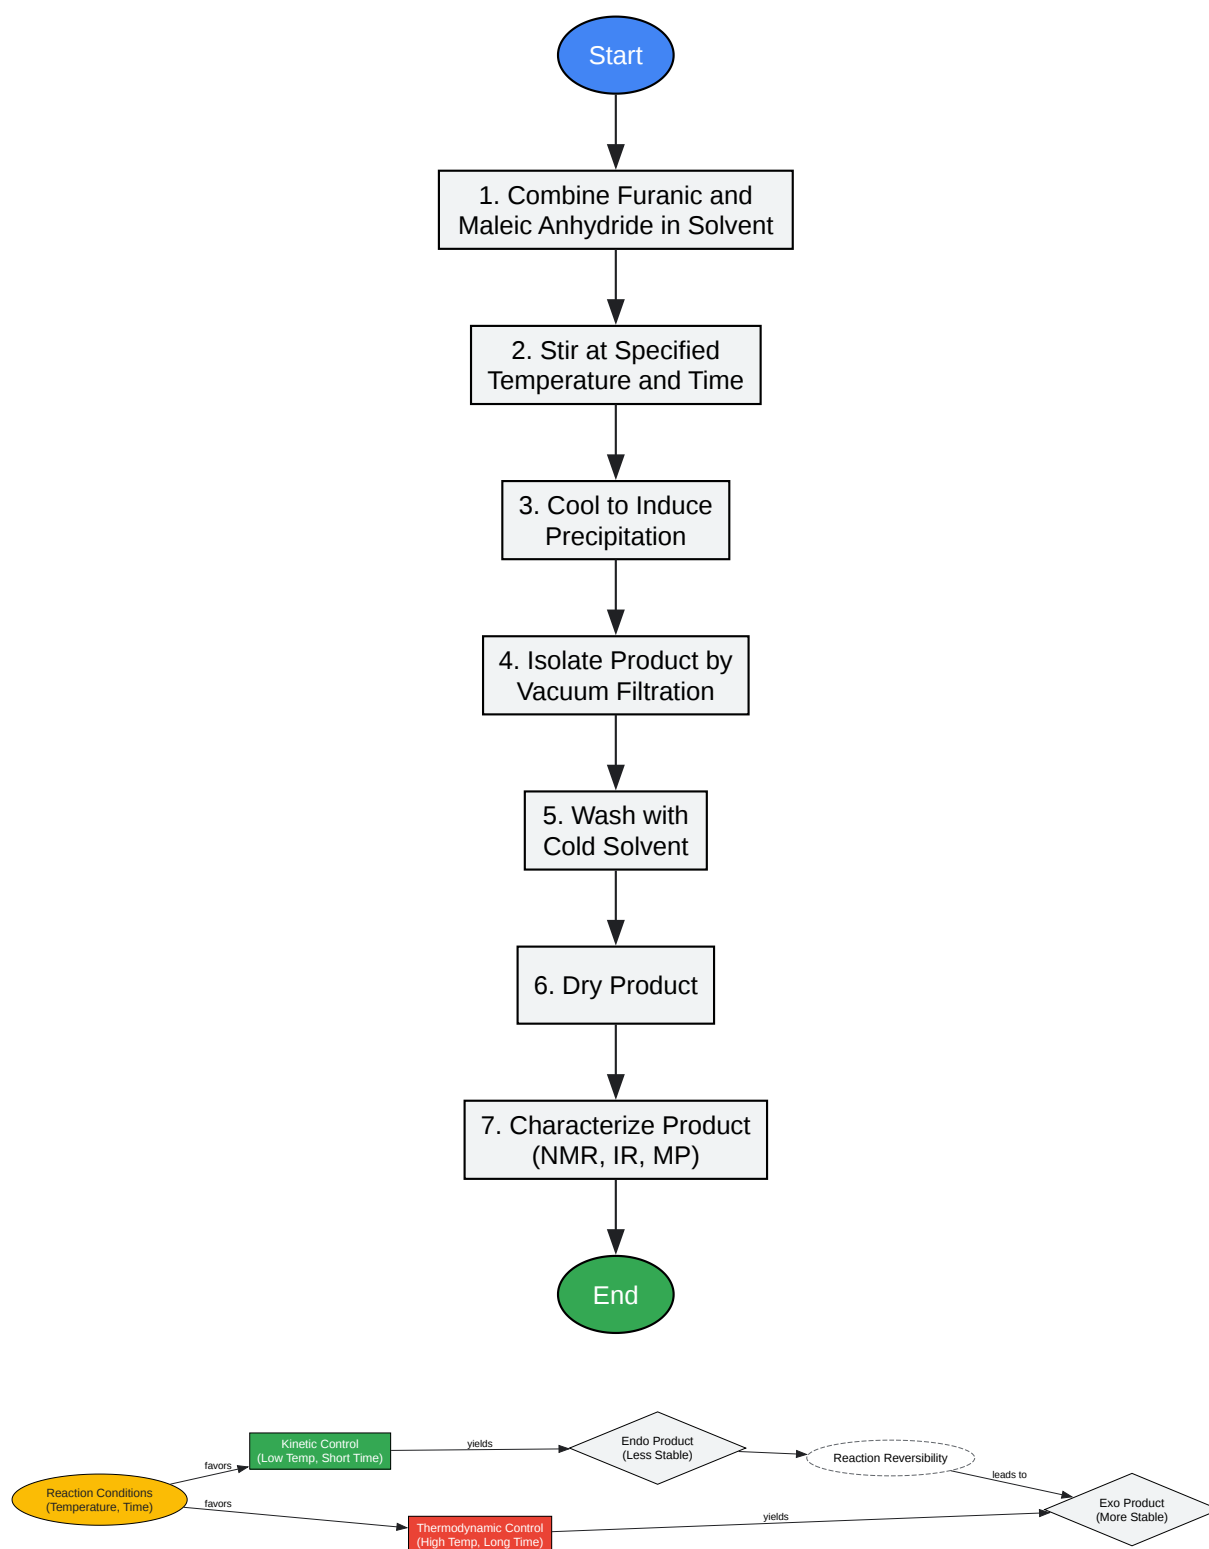 Start
1. Combine Furanic and
Maleic Anhydride in Solvent
2. Stir at Specified
Temperature and Time
3. Cool to Induce
Precipitation
4. Isolate Product by
Vacuum Filtration
5. Wash with
Cold Solvent
6. Dry Product
7. Characterize Product
(NMR, IR, MP)
End
Reaction Conditions
(Temperature, Time)
favors
Kinetic Control
(Low Temp, Short Time)
yields
Endo Product
(Less Stable)
Reaction Reversibility
leads to
favors
Thermodynamic Control
(High Temp, Long Time)
yields
Exo Product
(More Stable)